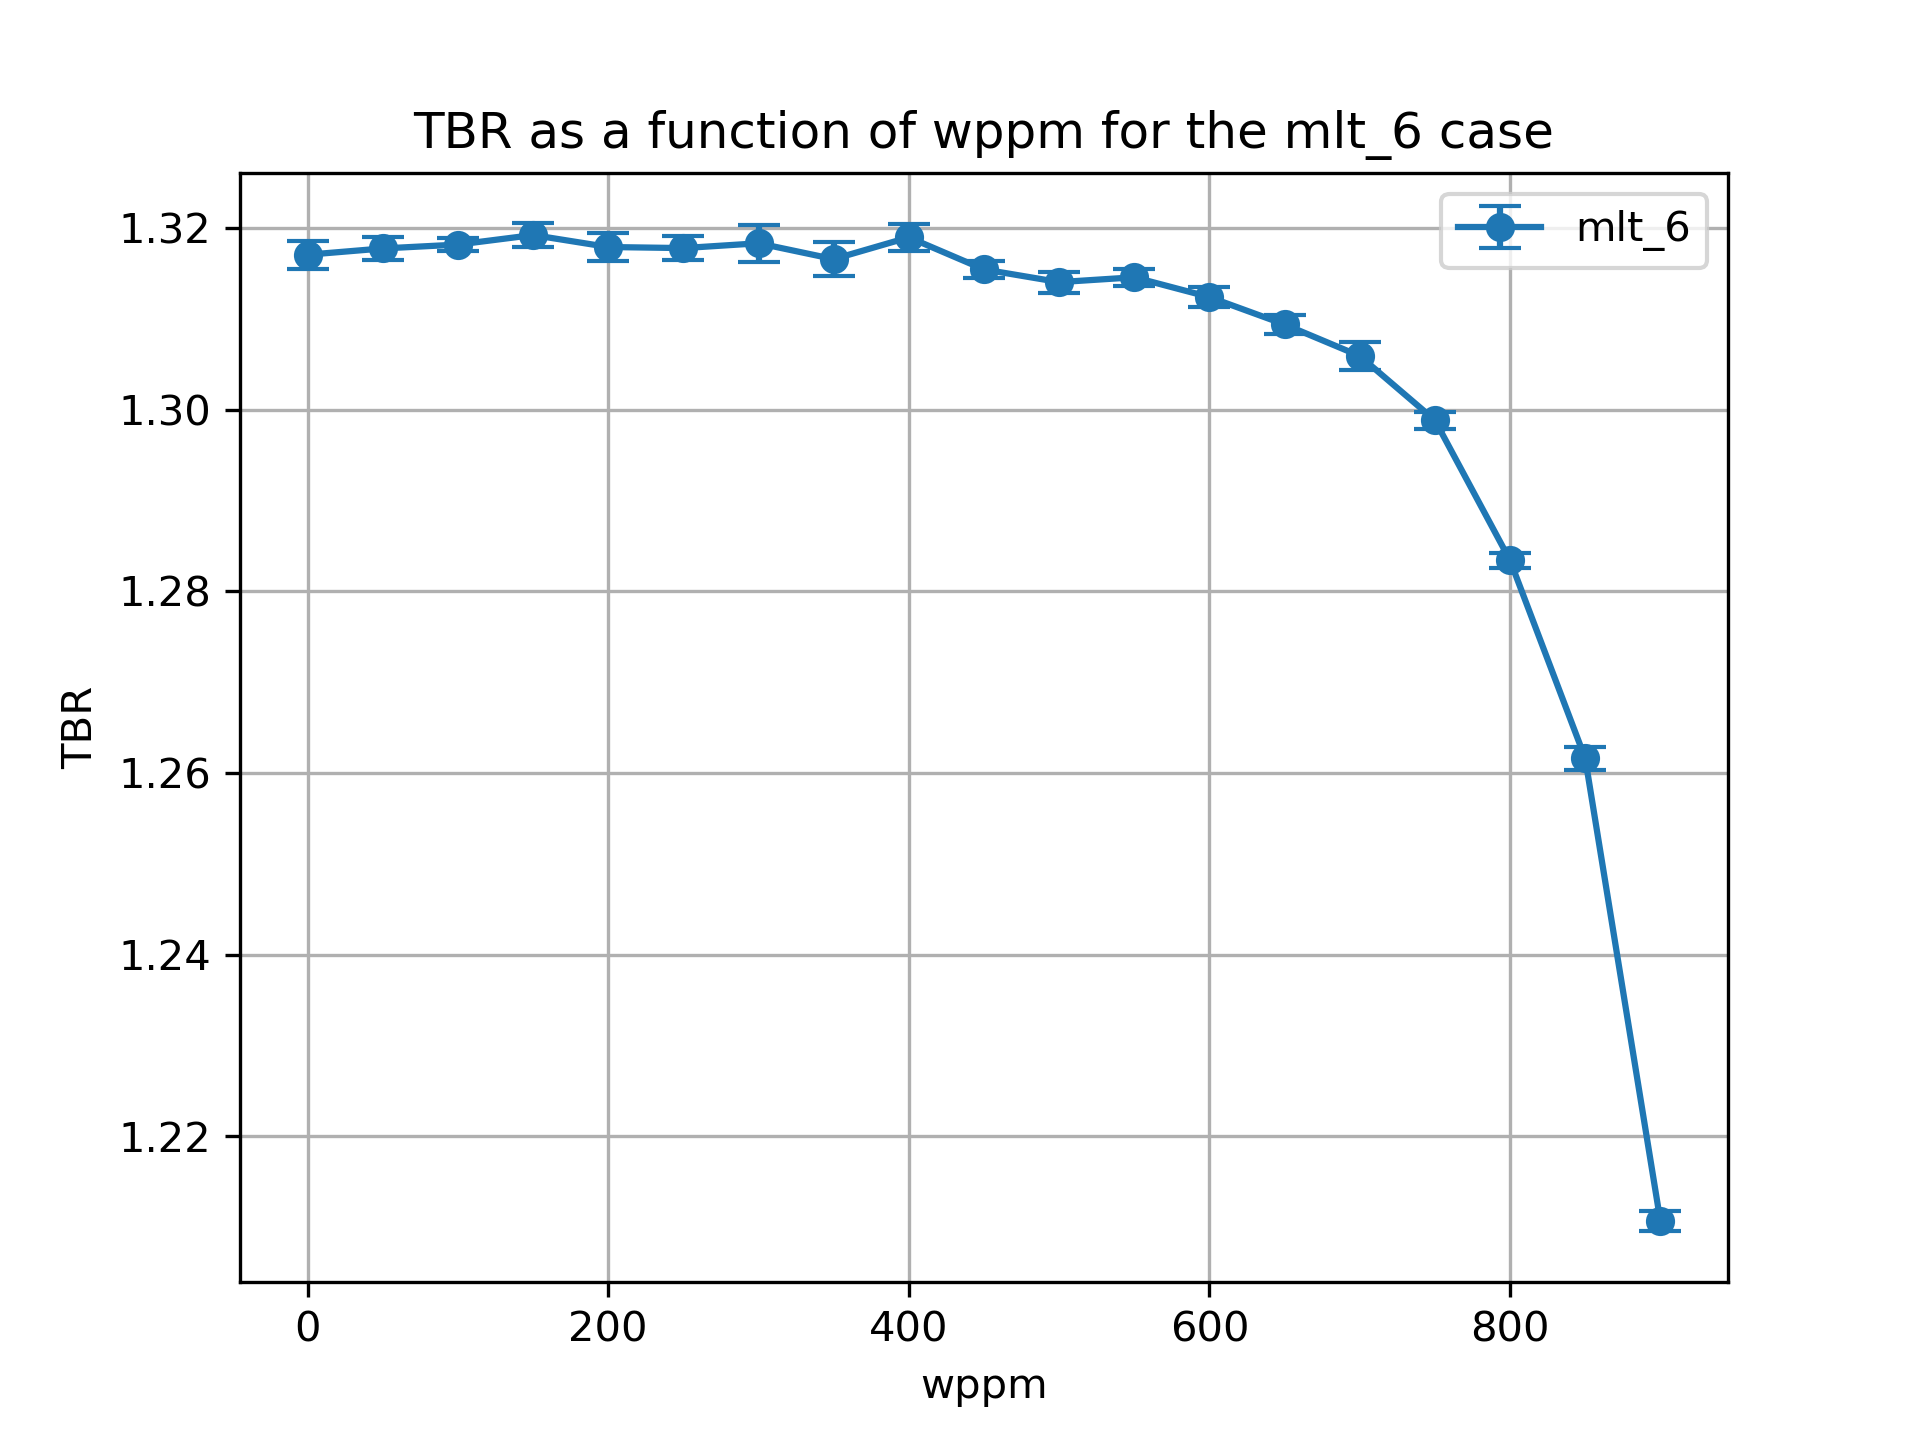 TBR as a function of wppm for the mlt_6 case
mlt_6
1.32
1.30
1.28
1.26
1.24
1.22
TBR
0 200 400 600 800
wppm